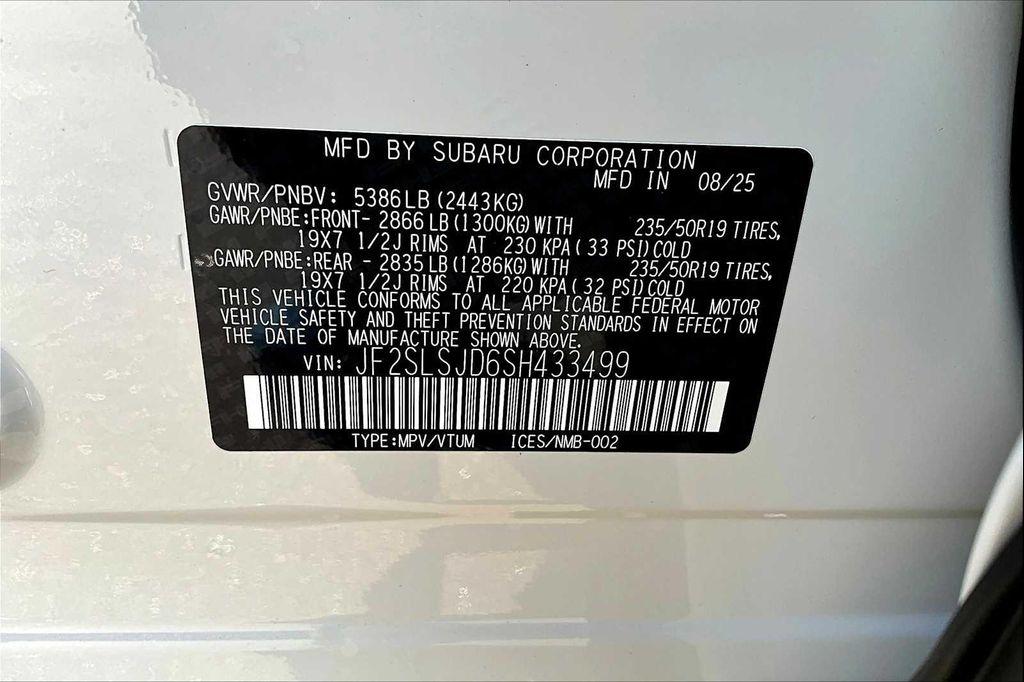 MFD BY SUBARU CORPORATION
MFD IN 08/25
GVWR/PNBV: 5386LB(2443KG)
GAWR/PNBE:FRONT- 2866LB(1300KG)WITH 235/50R19 TIRES,
19X7 1/2J RIMS AT 230 KPA( 33 PSI)COLD
GAWR/PNBE:REAR - 2835LB(1286KG)WITH 235/50R19 TIRES,
19X7 1/2J RIMS AT 220 KPA( 32 PSI)COLD
THIS VEHICLE CONFORMS TO ALL APPLICABLE FEDERAL MOTOR
VEHICLE SAFETY AND THEFT PREVENTION STANDARDS IN EFFECT ON
THE DATE OF MANUFACTURE SHOWN ABOVE.
VIN: JF2SLSJD6SH433499
TYPE:MPV/VTUM ICES/NMB-002